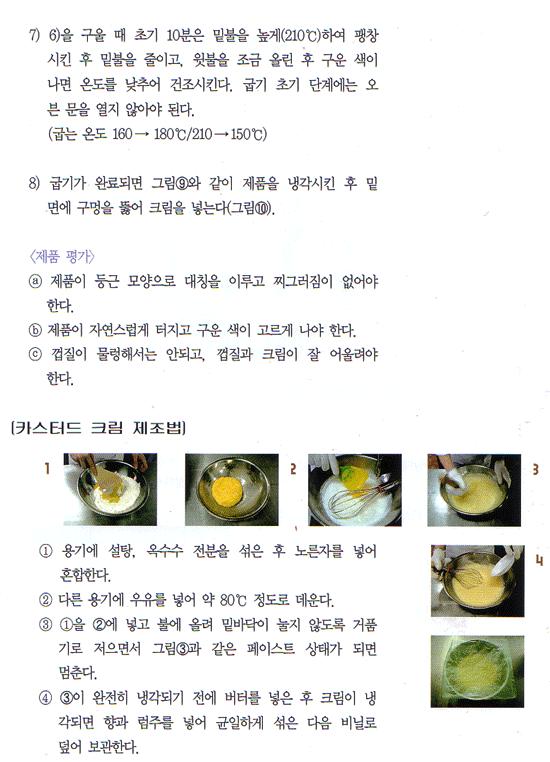 7) 6)을 구울 때 초기 10분은 밑불을 높게(210℃)하여 팽창
시킨 후 밑불을 줄이고, 윗불을 조금 올린 후 구운 색이
나면 온도를 낮추어 건조시킨다. 굽기 초기 단계에는 오
븐 문을 열지 않아야 된다.
(굽는 온도 160→ 180℃/210→150℃)
8) 굽기가 완료되면 그림⑨와 같이 제품을 냉각시킨 후 밑
면에 구멍을 뚫어 크림을 넣는다(그림⑩).
〈제품 평가〉
ⓐ 제품이 둥근 모양으로 대칭을 이루고 찌그러짐이 없어야
한다.
ⓑ 제품이 자연스럽게 터지고 구운 색이 고르게 나야 한다.
ⓒ 껍질이 물렁해서는 안되고, 껍질과 크림이 잘 어울려야
한다.
[카스터드 크림 제조법]
1 2 3
4
① 용기에 설탕, 옥수수 전분을 섞은 후 노른자를 넣어
혼합한다.
② 다른 용기에 우유를 넣어 약 80℃ 정도로 데운다.
③ ①을 ②에 넣고 불에 올려 밑바닥이 눌지 않도록 거품
기로 저으면서 그림③과 같은 페이스트 상태가 되면
멈춘다.
④ ③이 완전히 냉각되기 전에 버터를 넣은 후 크림이 냉
각되면 향과 럼주를 넣어 균일하게 섞은 다음 비닐로
덮어 보관한다.